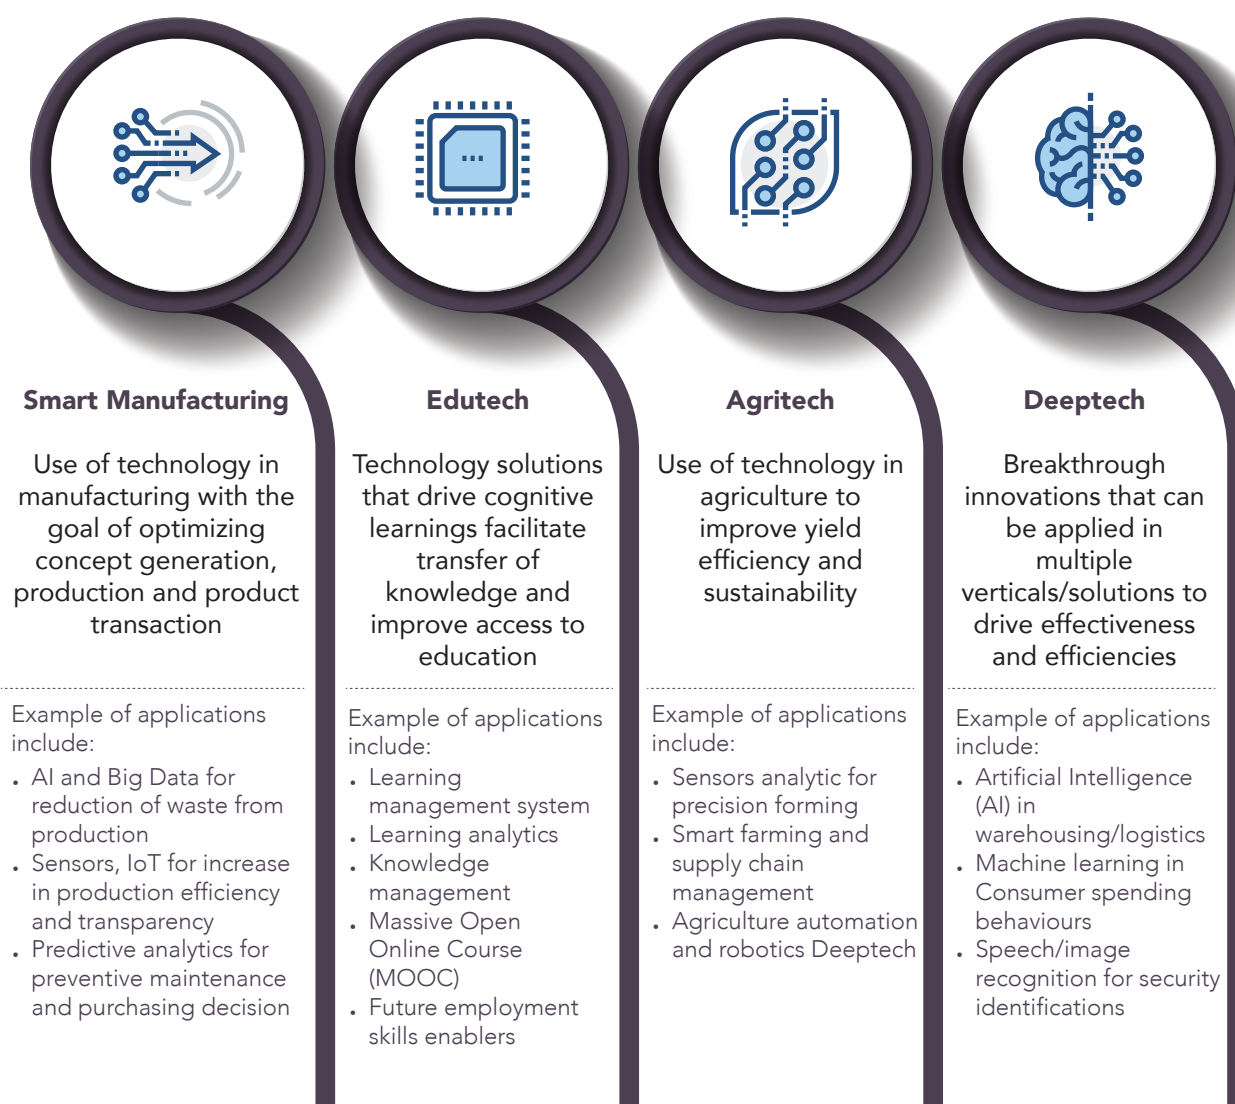 Smart Manufacturing
Use of technology in
manufacturing with the
goal of optimizing
concept generation,
production and product
transaction
Example of applications
include:
. AI and Big Data for
reduction of waste from
production
. Sensors, IoT for increase
in production efficiency
and transparency
. Predictive analytics for
preventive maintenance
and purchasing decision
Edutech
Technology solutions
that drive cognitive
learnings facilitate
transfer of
knowledge and
improve access to
education
Example of applications
include:
. Learning
management system
. Learning analytics
. Knowledge
management
. Massive Open
Online Course
(MOOC)
. Future employment
skills enablers
Agritech
Use of technology in
agriculture to
improve yield
efficiency and
sustainability
Example of applications
include:
. Sensors analytic for
precision forming
. Smart farming and
supply chain
management
. Agriculture automation
and robotics Deeptech
Deeptech
Breakthrough
innovations that can
be applied in
multiple
verticals/solutions to
drive effectiveness
and efficiencies
Example of applications
include:
. Artificial Intelligence
(AI) in
warehousing/logistics
. Machine learning in
Consumer spending
behaviours
. Speech/image
recognition for security
identifications